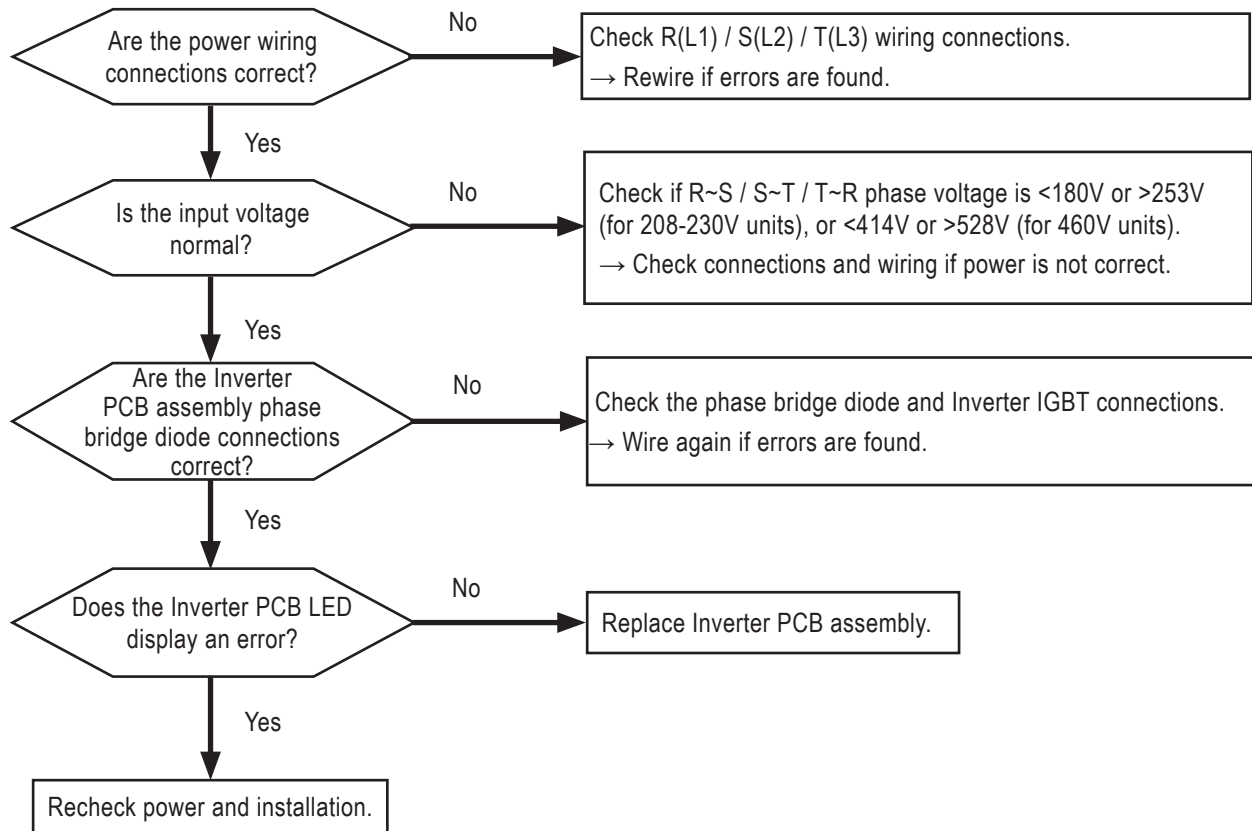 Are the power wiring
connections correct?
No
Check R(L1) / S(L2) / T(L3) wiring connections.
→ Rewire if errors are found.
Yes
Is the input voltage
normal?
No
Check if R~S / S~T / T~R phase voltage is <180V or >253V
(for 208-230V units), or <414V or >528V (for 460V units).
→ Check connections and wiring if power is not correct.
Yes
Are the Inverter
PCB assembly phase
bridge diode connections
correct?
No
Check the phase bridge diode and Inverter IGBT connections.
→ Wire again if errors are found.
Yes
Does the Inverter PCB LED
display an error?
No
Replace Inverter PCB assembly.
Yes
Recheck power and installation.